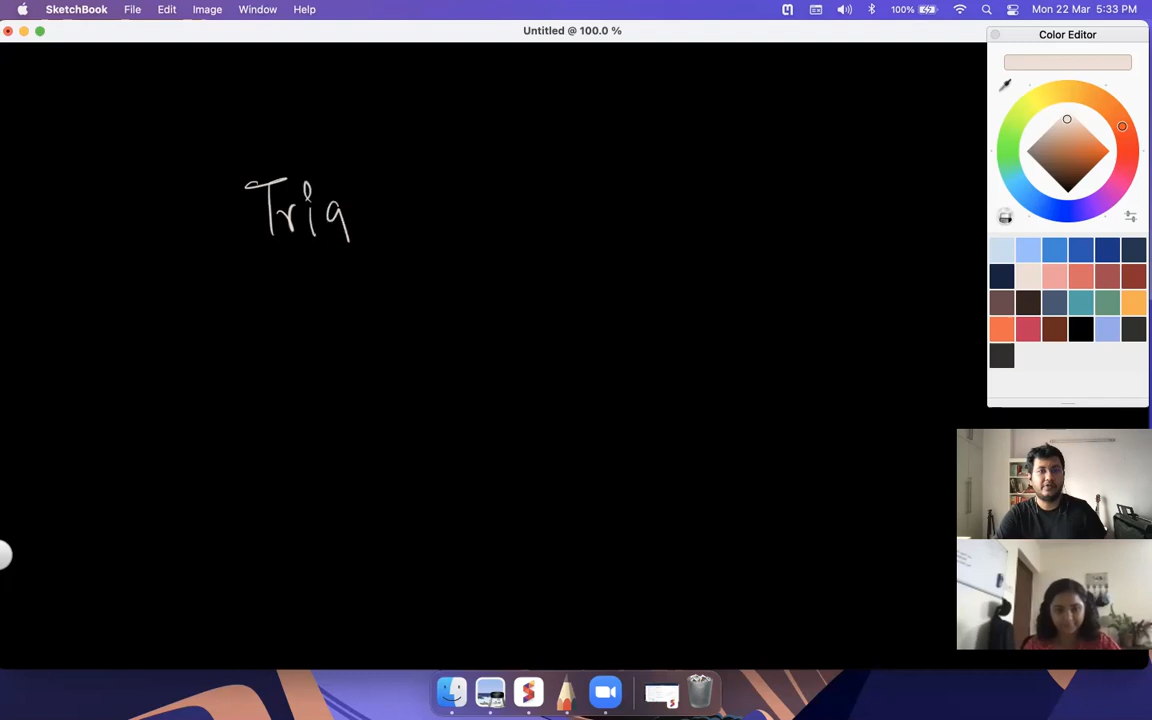 SketchBook File Edit Image Window Help 100% Mon 22 Mar 5:33 PM
Untitled @ 100.0 %
Color Editor
Tria